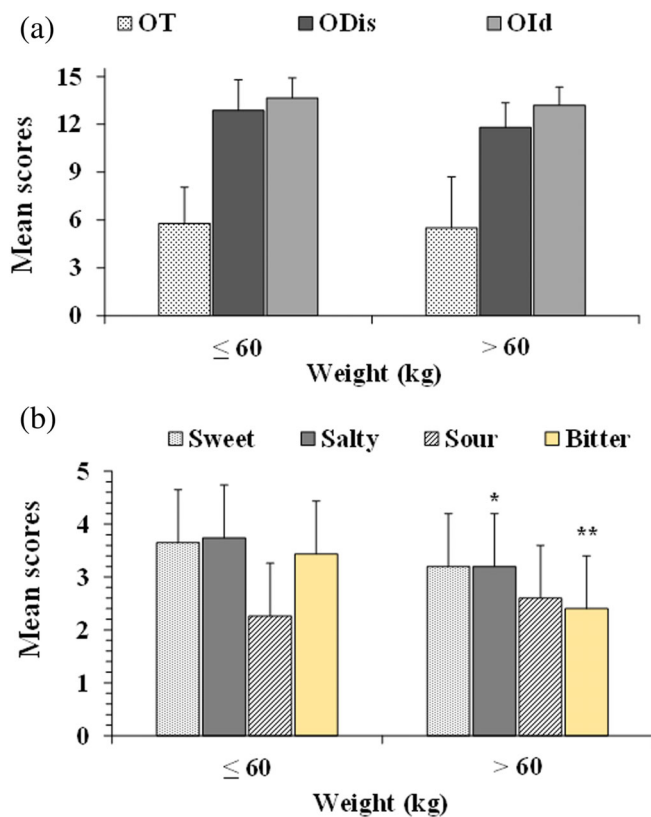 (a)
OT ODis OId
Mean scores
15
12
9
6
3
0
≤ 60 > 60
Weight (kg)
(b)
Sweet Salty Sour Bitter
Mean scores
5
4
3
2
1
0
* **
≤ 60 > 60
Weight (kg)